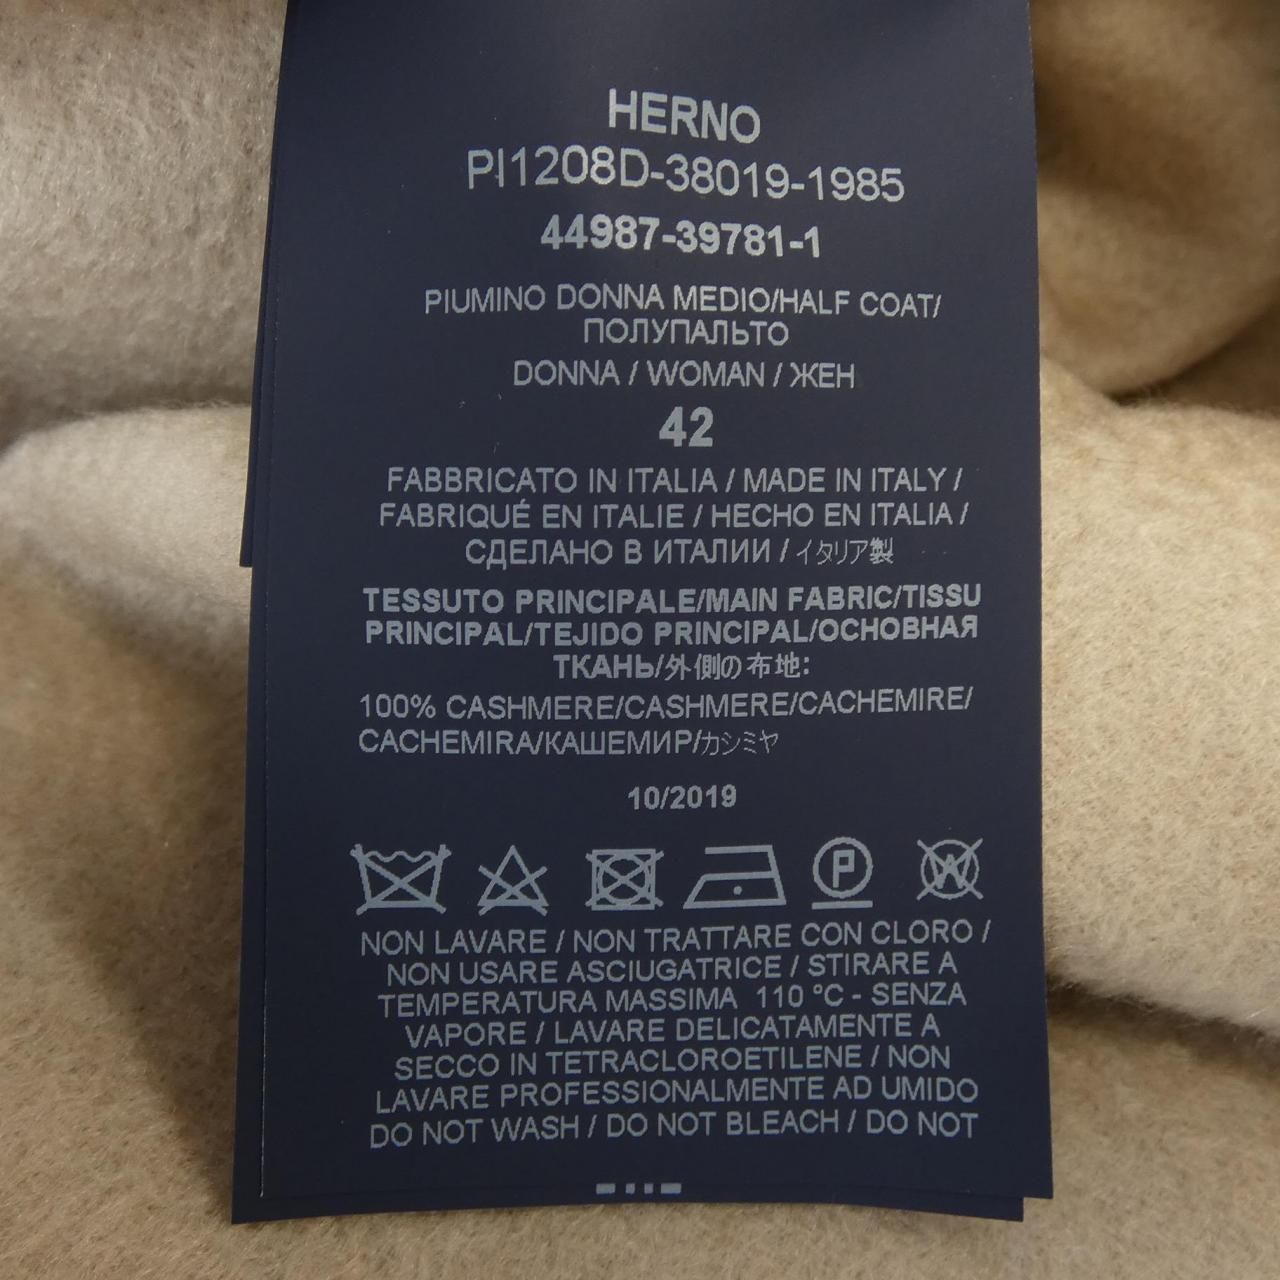 HERNO
PI1208D-38019-1985
44987-39781-1
PIUMINO DONNA MEDIO/HALF COAT/
ПОЛУПАЛЬТО
DONNA / WOMAN / ЖЕН
42
FABBRICATO IN ITALIA / MADE IN ITALY /
FABRIQUÉ EN ITALIE / HECHO EN ITALIA /
СДЕЛАНО В ИТАЛИИ / イタリア製
TESSUTO PRINCIPALE/MAIN FABRIC/TISSU
PRINCIPAL/TEJIDO PRINCIPAL/ОСНОВНАЯ
ТКАНЬ/外側の布地:
100% CASHMERE/CASHMERE/CACHEMIRE/
CACHEMIRA/КАШЕМИР/カシミヤ
10/2019
P W
NON LAVARE / NON TRATTARE CON CLORO /
NON USARE ASCIUGATRICE / STIRARE A
TEMPERATURA MASSIMA 110 °C - SENZA
VAPORE / LAVARE DELICATAMENTE A
SECCO IN TETRACLOROETILENE / NON
LAVARE PROFESSIONALMENTE AD UMIDO
DO NOT WASH / DO NOT BLEACH / DO NOT